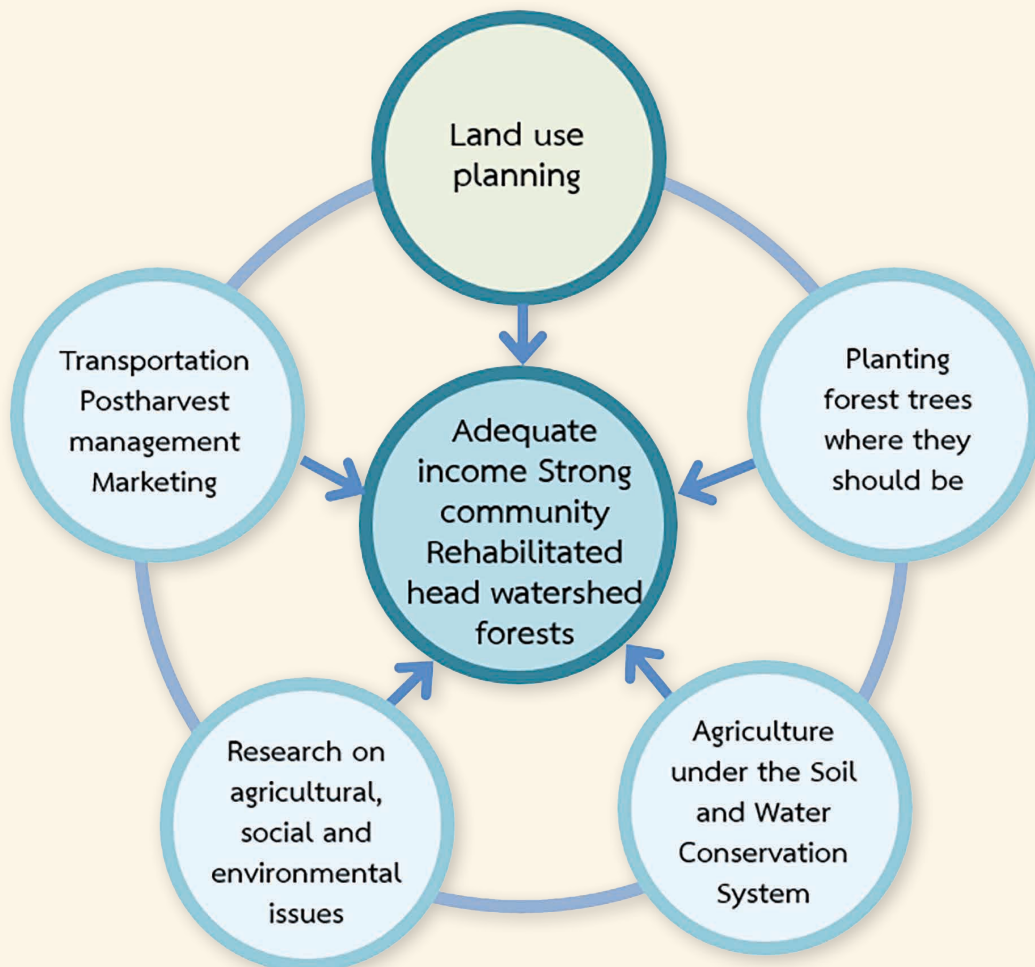 Land use
planning
Transportation
Postharvest
management
Marketing
Planting
forest trees
where they
should be
Adequate
income Strong
community
Rehabilitated
head watershed
forests
Research on
agricultural,
social and
environmental
issues
Agriculture
under the Soil
and Water
Conservation
System